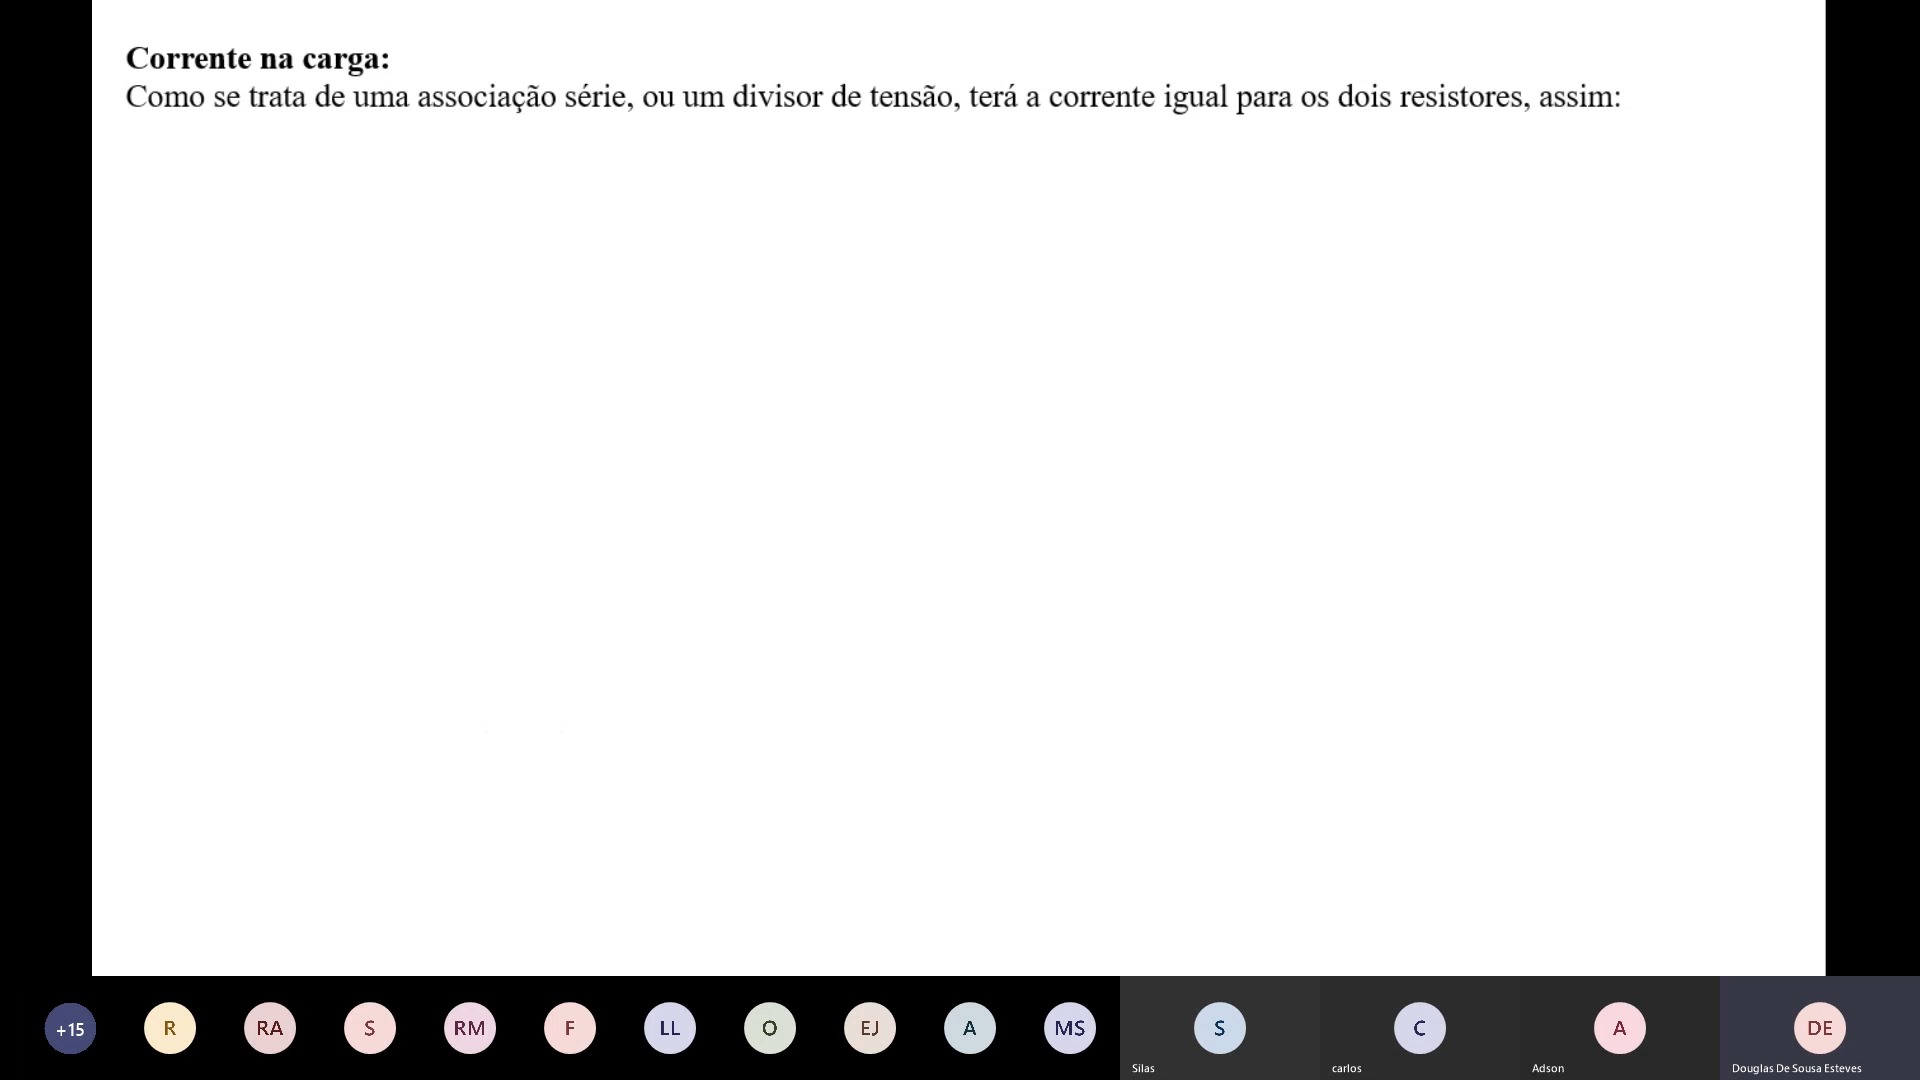 Corrente na carga:
Como se trata de uma associação série, ou um divisor de tensão, terá a corrente igual para os dois resistores, assim:
+15
R
RA
S
RM
F
LL
O
EJ
A
MS
S
Silas
C
carlos
A
Adson
DE
Douglas De Sousa Esteves